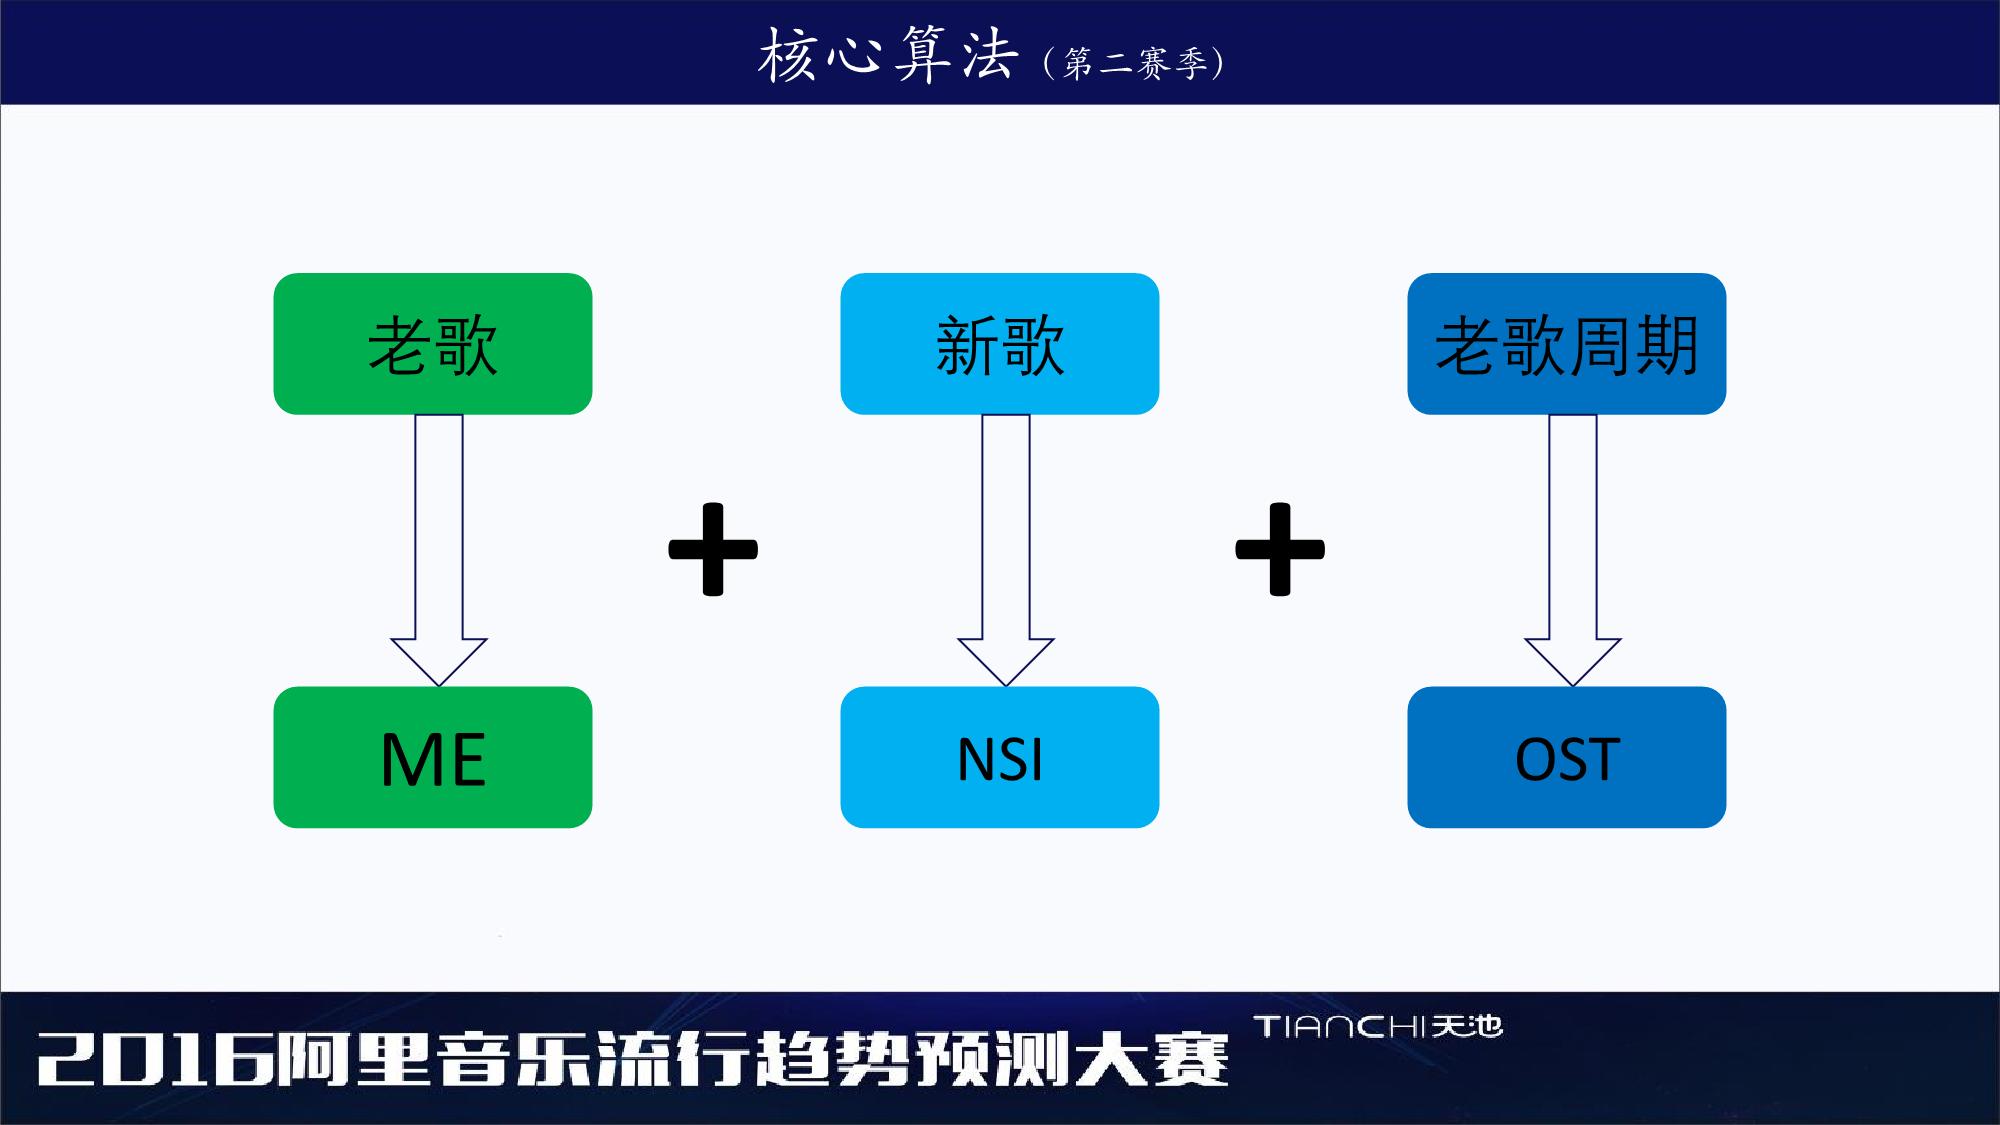 核心算法（第二赛季）
老歌
新歌
老歌周期
+
+
ME
NSI
OST
2016阿里音乐流行趋势预测大赛
TIANCHI天池